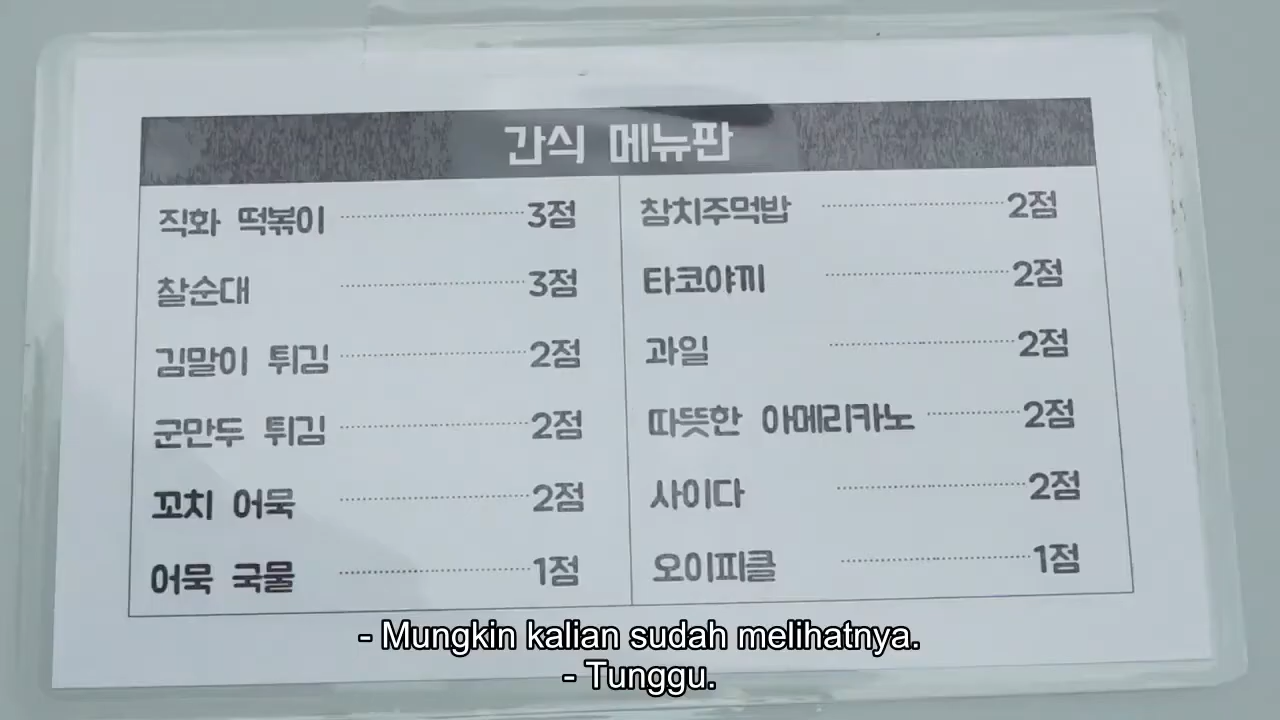 간식 메뉴판
직화 떡볶이 3점
찰순대 3점
김말이 튀김 2점
군만두 튀김 2점
꼬치 어묵 2점
어묵 국물 1점
참치주먹밥 2점
타코야끼 2점
과일 2점
따뜻한 아메리카노 2점
사이다 2점
오이피클 1점
- Mungkin kalian sudah melihatnya.
- Tunggu.